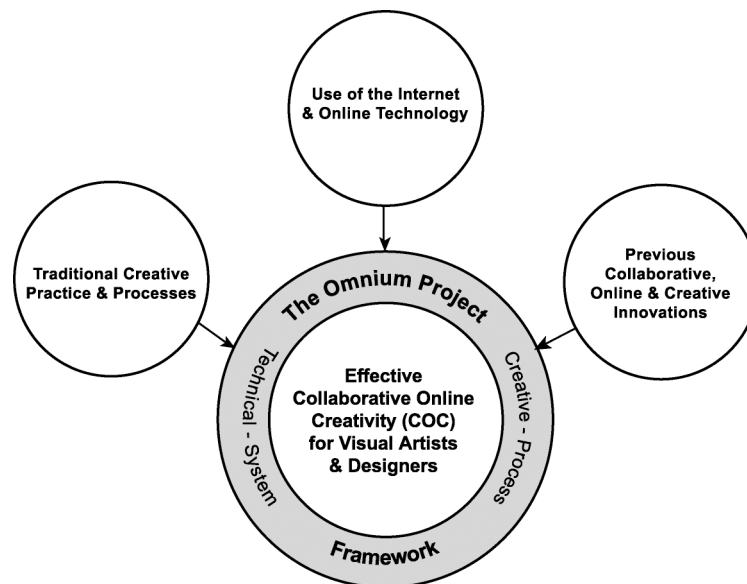 Use of the Internet
& Online Technology
Traditional Creative
Practice & Processes
Previous
Collaborative,
Online & Creative
Innovations
The Omnium Project
Technical - System
Creative - Process
Effective
Collaborative Online
Creativity (COC)
for Visual Artists
& Designers
Framework